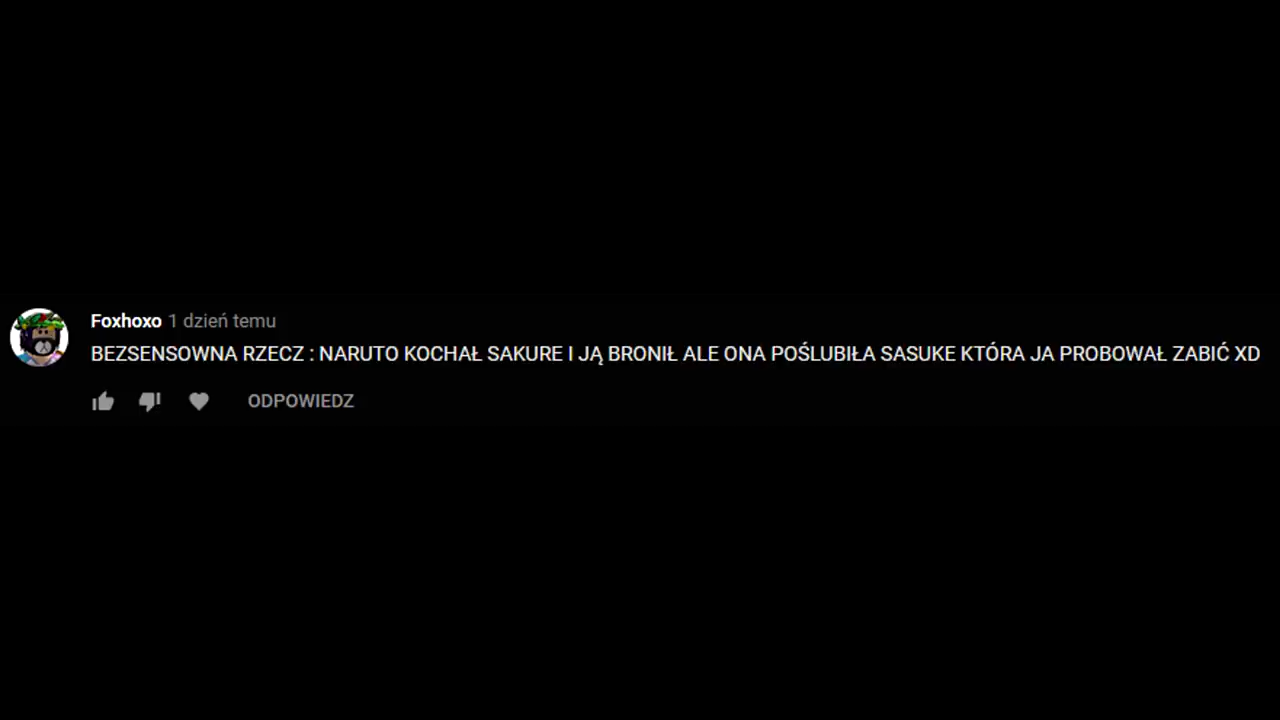 Foxhoxo 1 dzień temu
BEZSENSOWNA RZECZ : NARUTO KOCHAŁ SAKURE I JĄ BRONIŁ ALE ONA POŚLUBIŁA SASUKE KTÓRA JA PROBOWAŁ ZABIĆ XD
ODPOWIEDZ